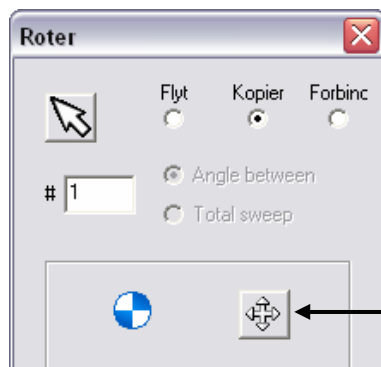 Roter
Flyt Kopier Forbinc
# 1
Angle between
Total sweep